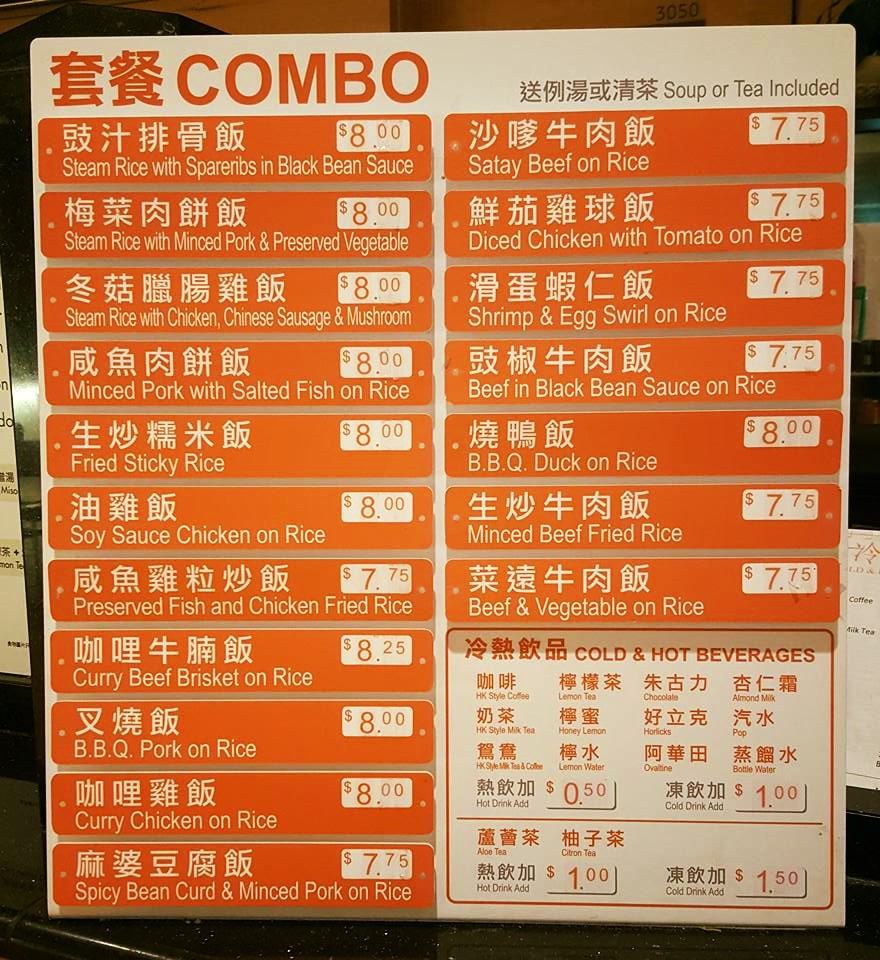 3050
套餐 COMBO
送例湯或清茶 Soup or Tea Included
豉汁排骨飯 $8.00
Steam Rice with Spareribs in Black Bean Sauce
梅菜肉餅飯 $8.00
Steam Rice with Minced Pork & Preserved Vegetable
冬菇臘腸雞飯 $8.00
Steam Rice with Chicken, Chinese Sausage & Mushroom
咸魚肉餅飯 $8.00
Minced Pork with Salted Fish on Rice
生炒糯米飯 $8.00
Fried Sticky Rice
油雞飯 $8.00
Soy Sauce Chicken on Rice
咸魚雞粒炒飯 $7.75
Preserved Fish and Chicken Fried Rice
咖哩牛腩飯 $8.25
Curry Beef Brisket on Rice
叉燒飯 $8.00
B.B.Q. Pork on Rice
咖哩雞飯 $8.00
Curry Chicken on Rice
麻婆豆腐飯 $7.75
Spicy Bean Curd & Minced Pork on Rice
沙嗲牛肉飯 $7.75
Satay Beef on Rice
鮮茄雞球飯 $7.75
Diced Chicken with Tomato on Rice
滑蛋蝦仁飯 $7.75
Shrimp & Egg Swirl on Rice
豉椒牛肉飯 $7.75
Beef in Black Bean Sauce on Rice
燒鴨飯 $8.00
B.B.Q. Duck on Rice
生炒牛肉飯 $7.75
Minced Beef Fried Rice
菜遠牛肉飯 $7.75
Beef & Vegetable on Rice
冷熱飲品 COLD & HOT BEVERAGES
咖啡 檸檬茶 朱古力 杏仁霜
HK Style Coffee Lemon Tea Chocolate Almond Milk
奶茶 檸蜜 好立克 汽水
HK Style Milk Tea Honey Lemon Horlicks Pop
鴛鴦 檸水 阿華田 蒸餾水
HK Style Milk Tea & Coffee Lemon Water Ovaltine Bottle Water
熱飲加 $0.50 凍飲加 $1.00
Hot Drink Add Cold Drink Add
蘆薈茶 柚子茶
Aloe Tea Citron Tea
熱飲加 $1.00 凍飲加 $1.50
Hot Drink Add Cold Drink Add
Miso
冷
Coffee
Milk Tea